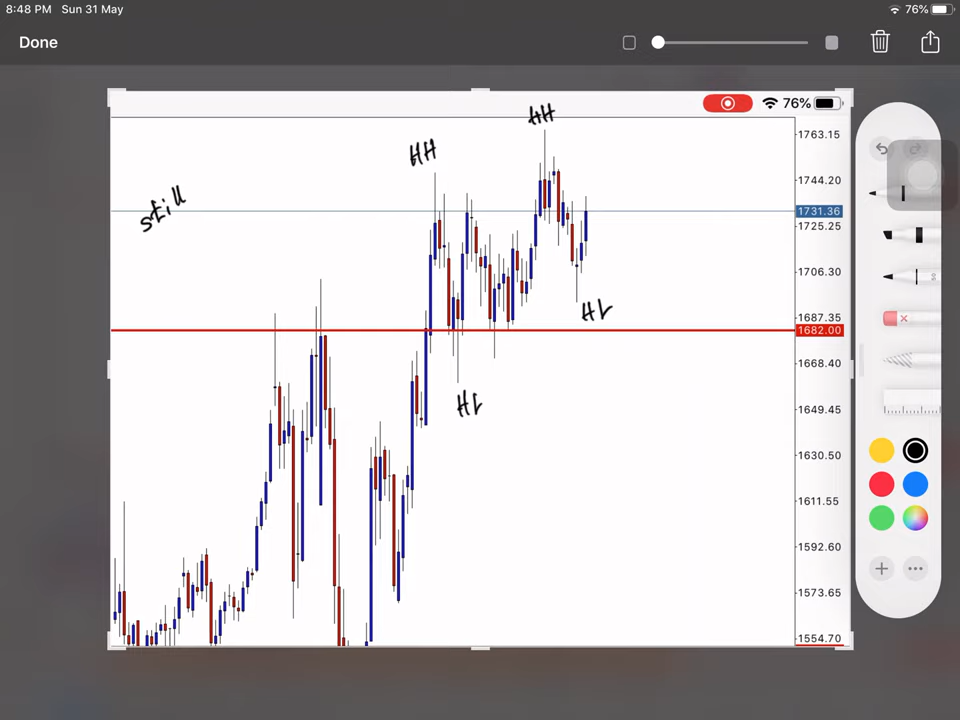 8:48 PM Sun 31 May 76%
Done
76%
HH
1763.15
HH
1744.20
still
1731.36
1725.25
1706.30
HL
1687.35
1682.00
1668.40
HL
1649.45
1630.50
1611.55
1592.60
1573.65
1554.70